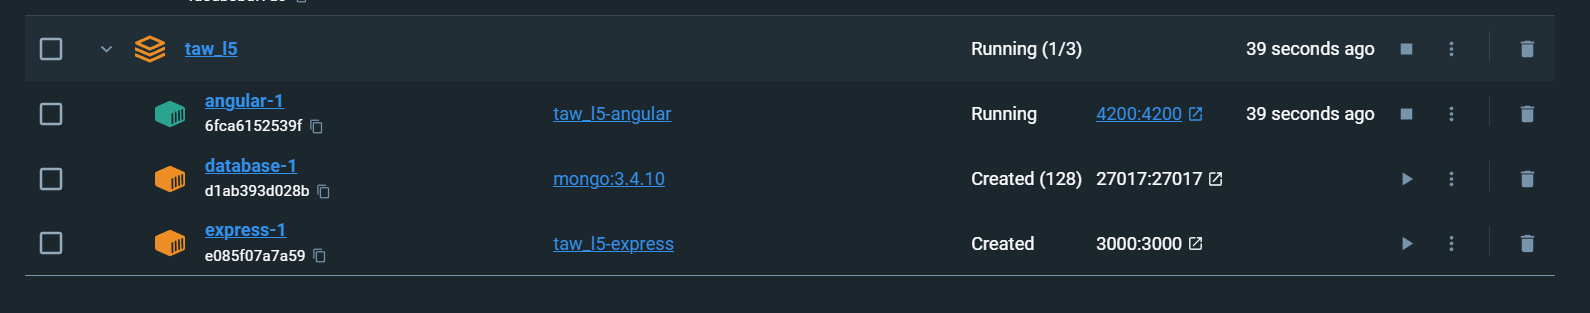 taw_l5 Running (1/3) 39 seconds ago
angular-1
6fca6152539f taw_l5-angular Running 4200:4200 39 seconds ago
database-1
d1ab393d028b mongo:3.4.10 Created (128) 27017:27017
express-1
e085f07a7a59 taw_l5-express Created 3000:3000